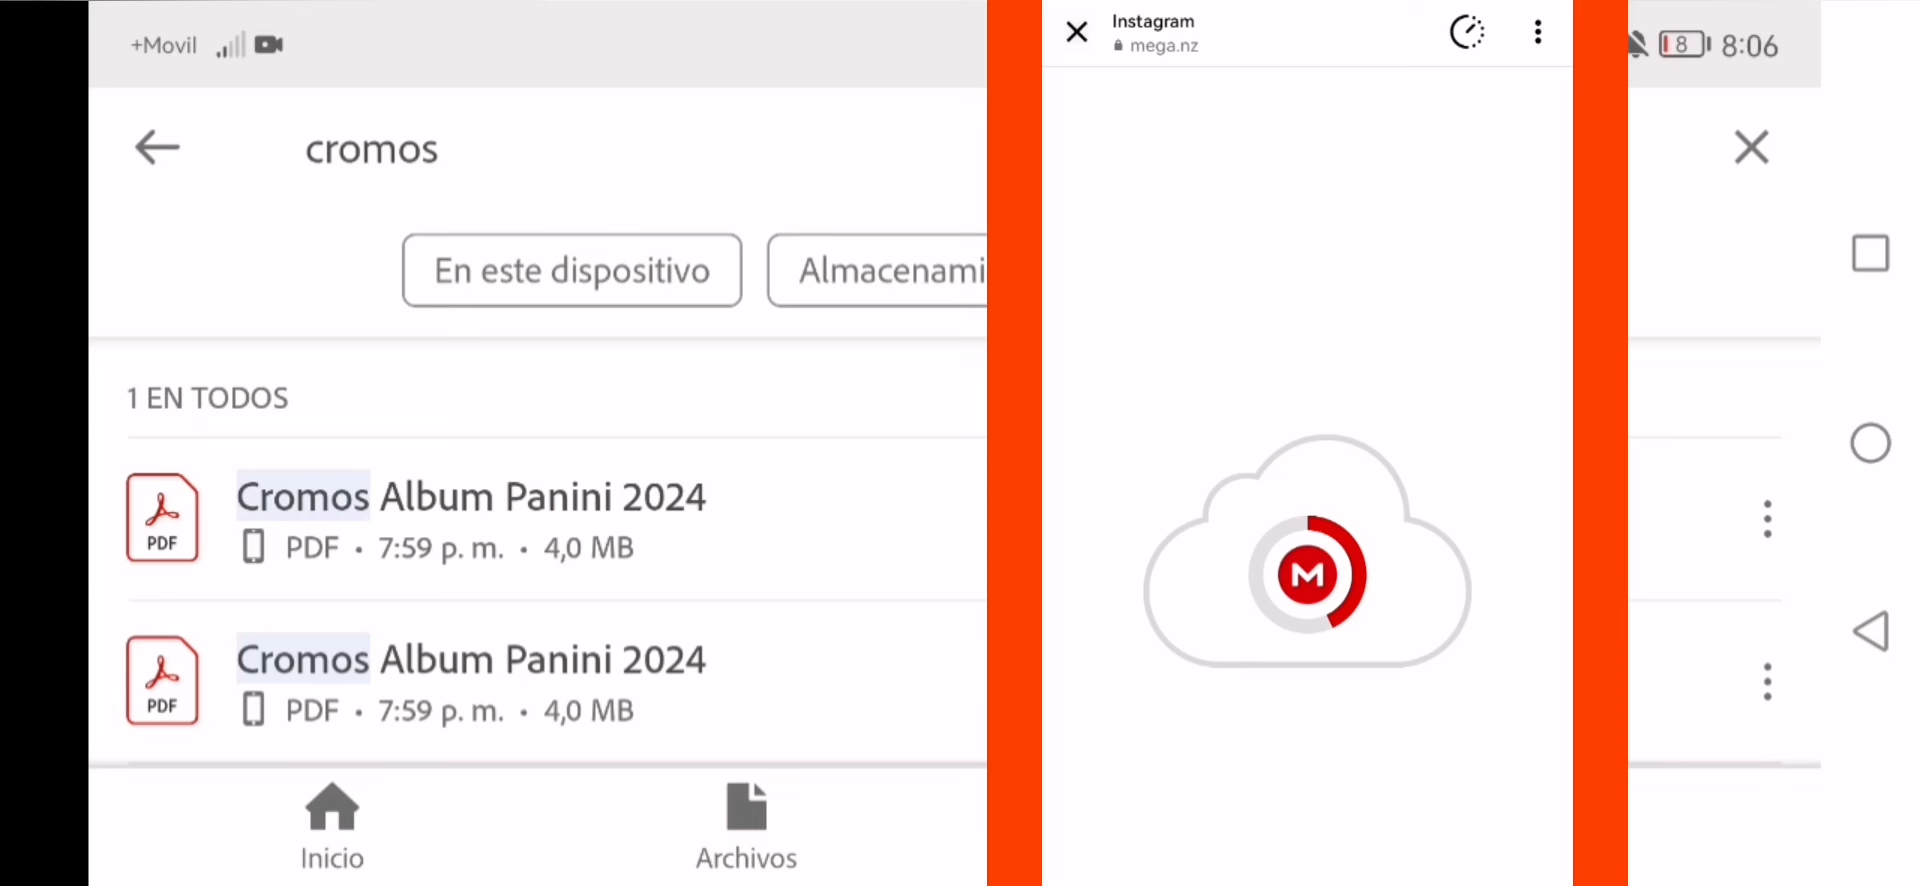 +Movil
8 8:06
cromos
En este dispositivo
Almacenami
1 EN TODOS
PDF
Cromos Album Panini 2024
PDF • 7:59 p. m. • 4,0 MB
PDF
Cromos Album Panini 2024
PDF • 7:59 p. m. • 4,0 MB
Inicio
Archivos
Instagram
mega.nz
M